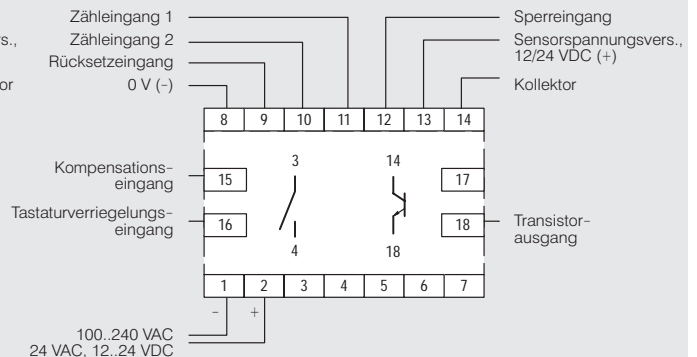 Zähleingang 1
Zähleingang 2
Rücksetzeingang
0 V (-)
rs.,
or
Sperreingang
Sensorspannungsvers.,
12/24 VDC (+)
Kollektor
8 9 10 11 12 13 14
Kompensations-
eingang
Tastaturverriegelungs-
eingang
15
16
3
4
14
18
17
18
Transistor-
ausgang
1 2 3 4 5 6 7
- +
100..240 VAC
24 VAC, 12..24 VDC